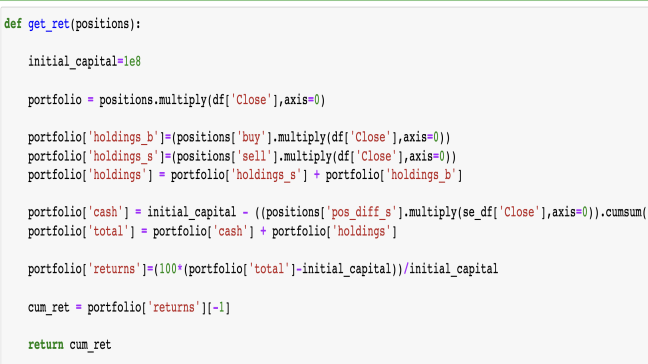 def get_ret(positions):
initial_capital=1e8
portfolio = positions.multiply(df['Close'],axis=0)
portfolio['holdings_b']=(positions['buy'].multiply(df['Close'],axis=0))
portfolio['holdings_s']=(positions['sell'].multiply(df['Close'],axis=0))
portfolio['holdings'] = portfolio['holdings_s'] + portfolio['holdings_b']
portfolio['cash'] = initial_capital - ((positions['pos_diff_s'].multiply(se_df['Close'],axis=0)).cumsum(
portfolio['total'] = portfolio['cash'] + portfolio['holdings']
portfolio['returns']=(100*(portfolio['total']-initial_capital))/initial_capital
cum_ret = portfolio['returns'][-1]
return cum_ret